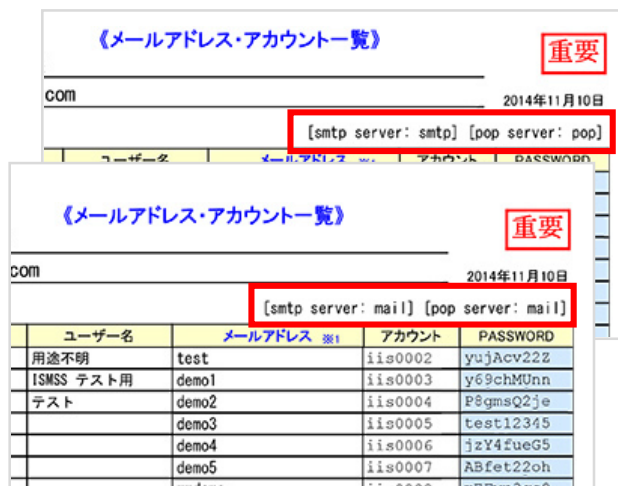 《メールアドレス・アカウント一覧》
重要
com
2014年11月10日
[smtp server: smtp] [pop server: pop]
ユーザー名 メールアドレス ※1 アカウント PASSWORD
《メールアドレス・アカウント一覧》
重要
com
2014年11月10日
[smtp server: mail] [pop server: mail]
ユーザー名 メールアドレス ※1 アカウント PASSWORD
用途不明 test iis0002 yujAcv22Z
ISMSS テスト用 demo1 iis0003 y69chMUnn
テスト demo2 iis0004 P8gmsQ2je
demo3 iis0005 test12345
demo4 iis0006 jzY4fueG5
demo5 iis0007 ABfet22oh